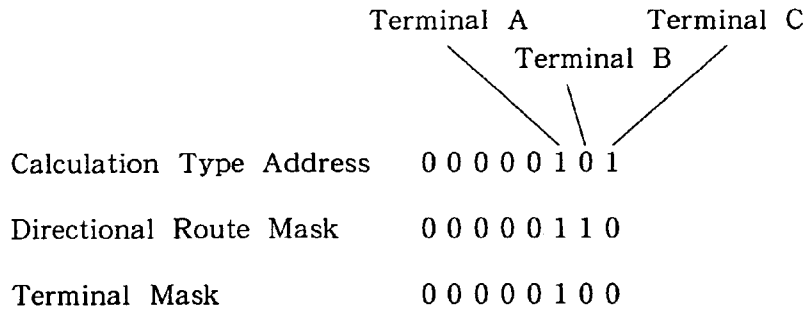 Terminal A Terminal C
Terminal B
Calculation Type Address 0 0 0 0 0 1 0 1
Directional Route Mask 0 0 0 0 0 1 1 0
Terminal Mask 0 0 0 0 0 1 0 0